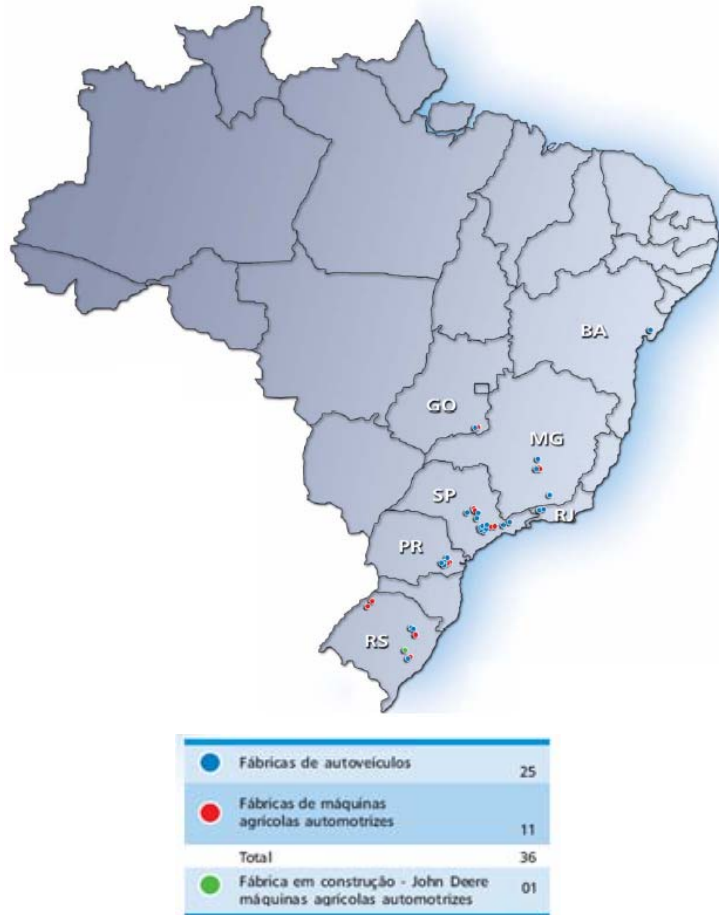 BA
GO
MG
SP
RJ
PR
RS
Fábricas de autoveículos 25
Fábricas de máquinas
agrícolas automotrizes 11
Total 36
Fábrica em construção - John Deere 01
máquinas agrícolas automotrizes